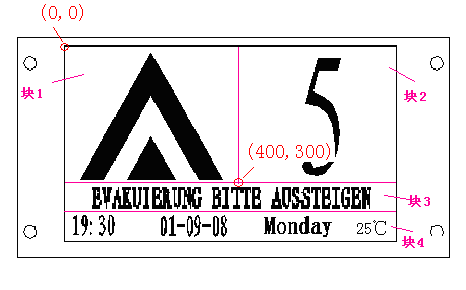 (0,0)
块1
5
块2
(400,300)
EVAKUIERUNG BITTE AUSSTEIGEN
块3
19:30 01-09-08 Monday 25℃
块4